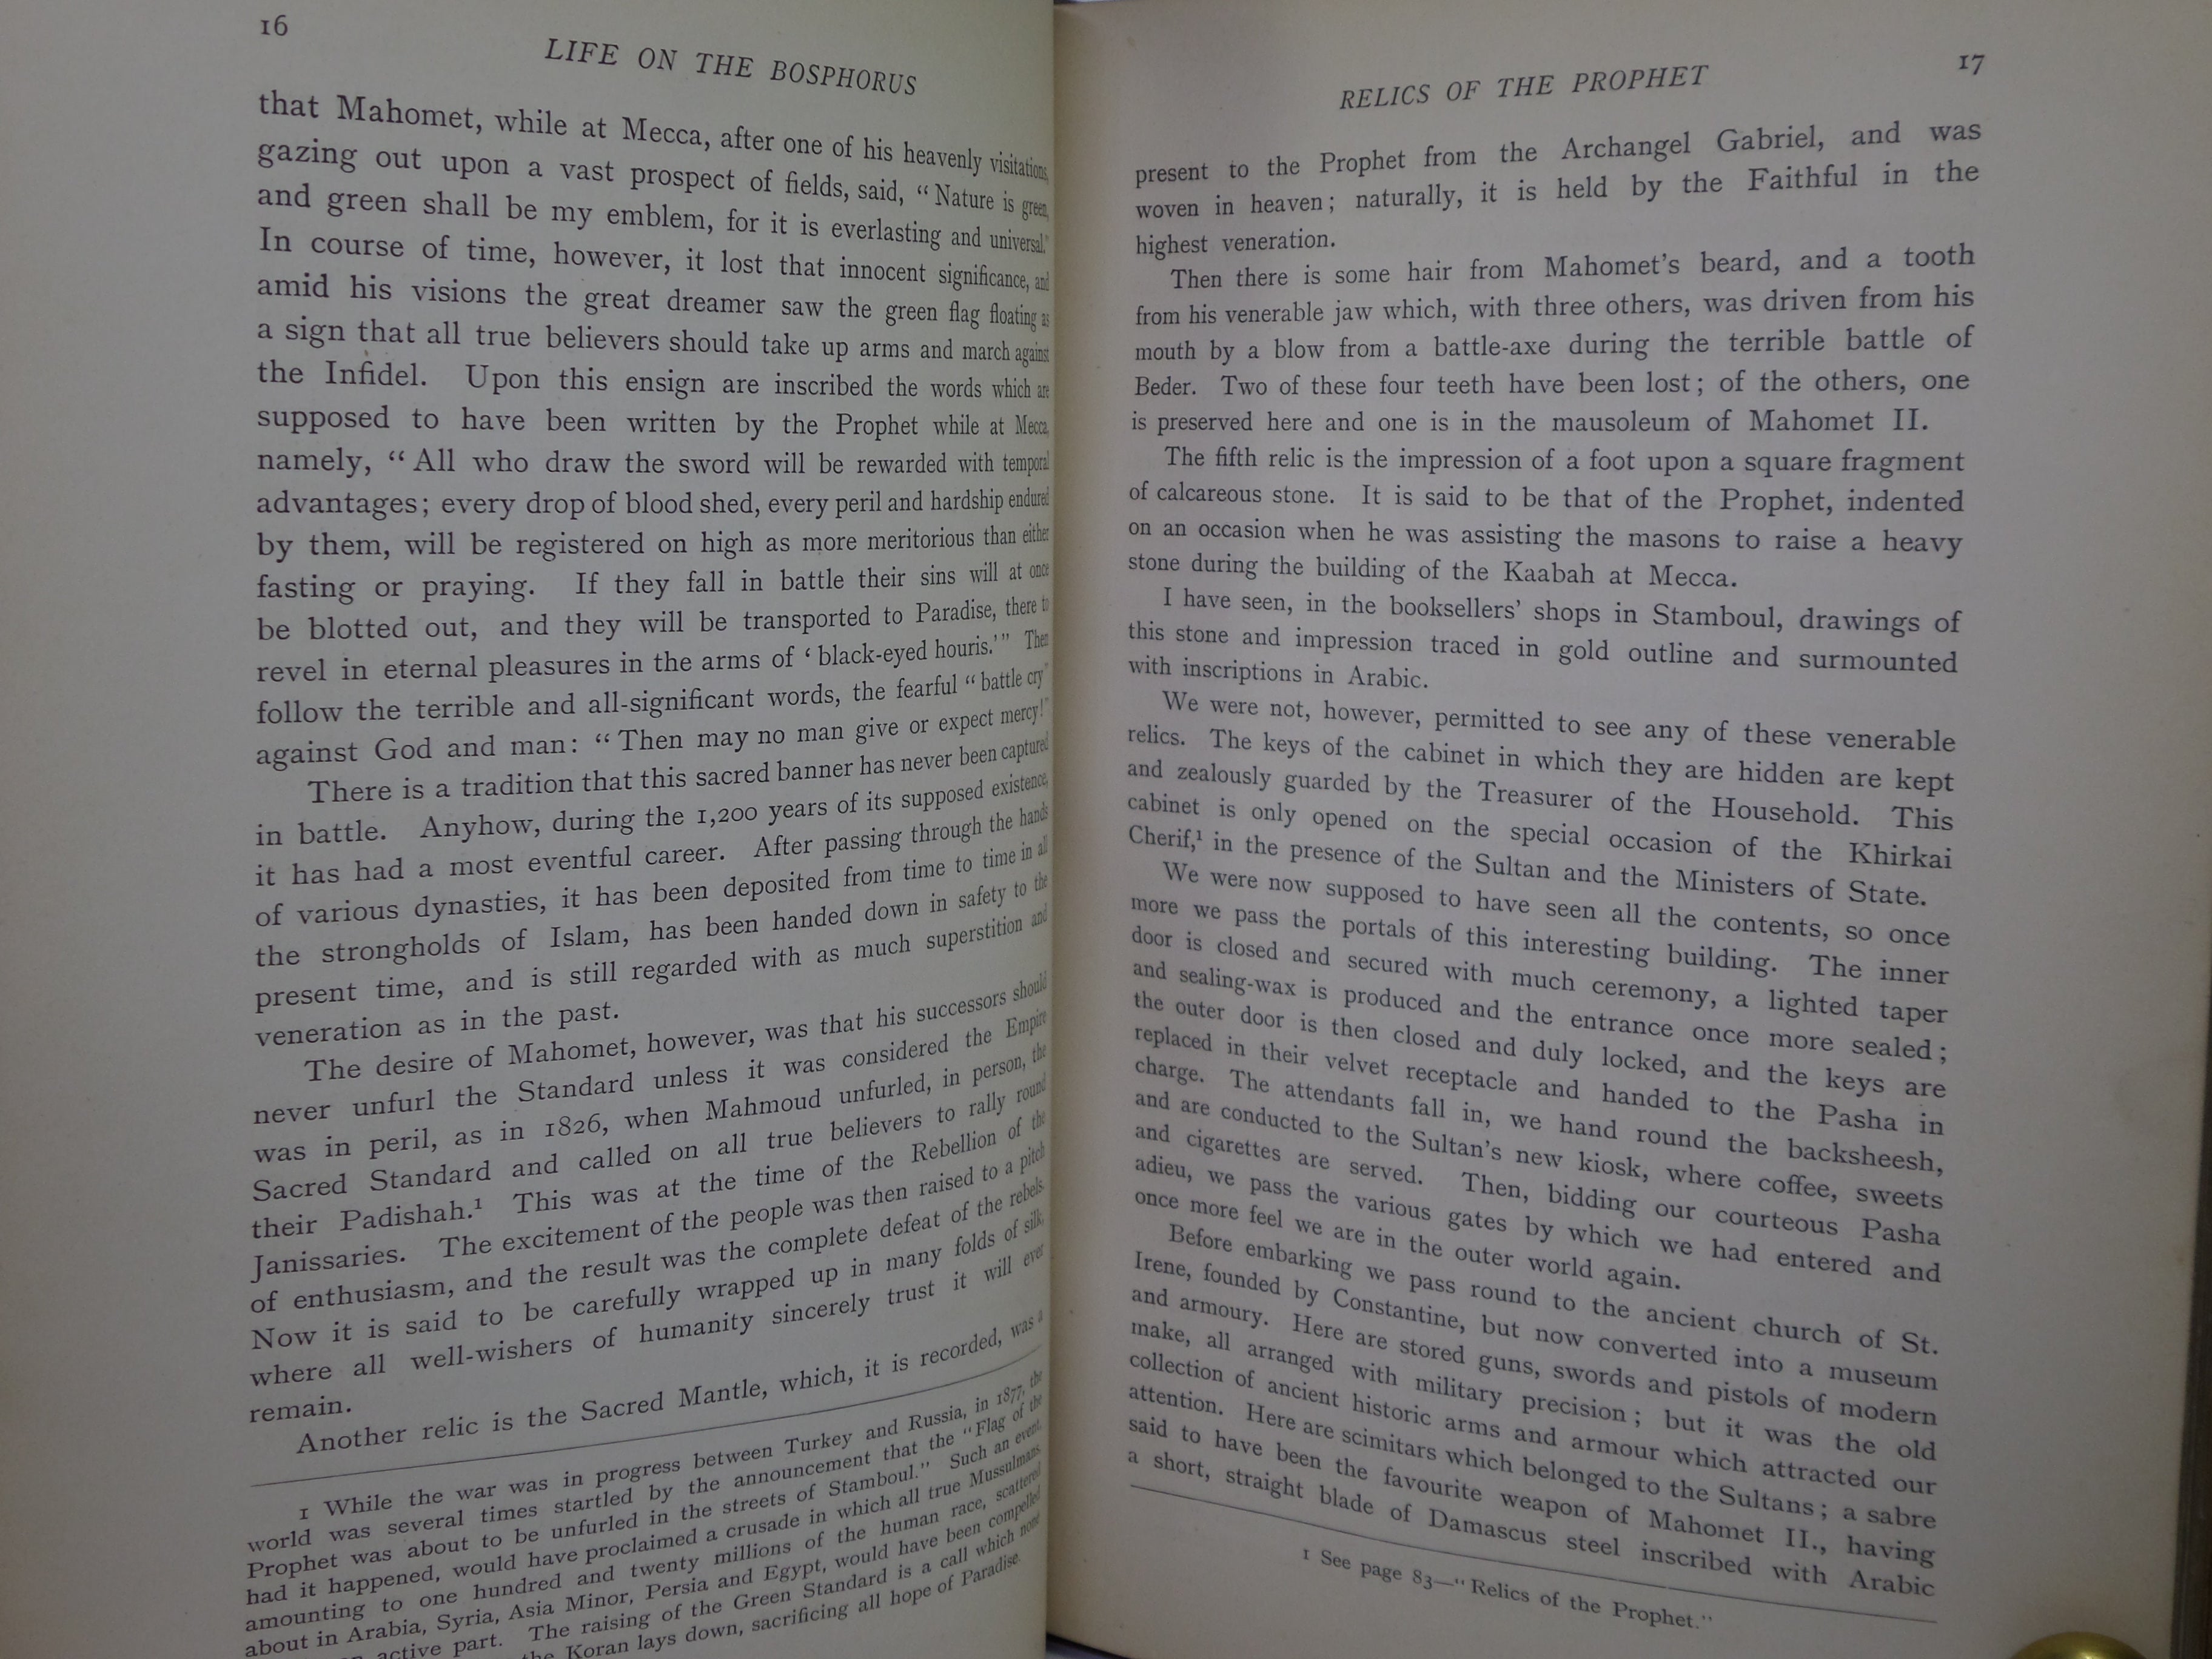 16
LIFE ON THE BOSPHORUS
that Mahomet, while at Mecca, after one of his heavenly visitations,
gazing out upon a vast prospect of fields, said, “Nature is green,
and green shall be my emblem, for it is everlasting and universal.”
In course of time, however, it lost that innocent significance, and
amid his visions the great dreamer saw the green flag floating as
a sign that all true believers should take up arms and march against
the Infidel. Upon this ensign are inscribed the words which are
supposed to have been written by the Prophet while at Mecca,
namely, “All who draw the sword will be rewarded with temporal
advantages; every drop of blood shed, every peril and hardship endured
by them, will be registered on high as more meritorious than either
fasting or praying. If they fall in battle their sins will at once
be blotted out, and they will be transported to Paradise, there to
revel in eternal pleasures in the arms of ‘black-eyed houris.’” Then
follow the terrible and all-significant words, the fearful “battle cry”
against God and man: “Then may no man give or expect mercy!”
There is a tradition that this sacred banner has never been captured
in battle. Anyhow, during the 1,200 years of its supposed existence,
it has had a most eventful career. After passing through the hands
of various dynasties, it has been deposited from time to time in all
the strongholds of Islam, has been handed down in safety to the
present time, and is still regarded with as much superstition and
veneration as in the past.
The desire of Mahomet, however, was that his successors should
never unfurl the Standard unless it was considered the Empire
was in peril, as in 1826, when Mahmoud unfurled, in person, the
Sacred Standard and called on all true believers to rally round
their Padishah.¹ This was at the time of the Rebellion of the
Janissaries. The excitement of the people was then raised to a pitch
of enthusiasm, and the result was the complete defeat of the rebels.
Now it is said to be carefully wrapped up in many folds of silk,
where all well-wishers of humanity sincerely trust it will ever
remain.
Another relic is the Sacred Mantle, which, it is recorded, was a
1 While the war was in progress between Turkey and Russia, in 1877, the
world was several times startled by the announcement that the “Flag of the
Prophet was about to be unfurled in the streets of Stamboul.” Such an event,
had it happened, would have proclaimed a crusade in which all true Mussulmans,
amounting to one hundred and twenty millions of the human race, scattered
about in Arabia, Syria, Asia Minor, Persia and Egypt, would have been compelled
active part. The raising of the Green Standard is a call which none
Koran lays down, sacrificing all hope of Paradise.
17
RELICS OF THE PROPHET
present to the Prophet from the Archangel Gabriel, and was
woven in heaven; naturally, it is held by the Faithful in the
highest veneration.
Then there is some hair from Mahomet’s beard, and a tooth
from his venerable jaw which, with three others, was driven from his
mouth by a blow from a battle-axe during the terrible battle of
Beder. Two of these four teeth have been lost; of the others, one
is preserved here and one is in the mausoleum of Mahomet II.
The fifth relic is the impression of a foot upon a square fragment
of calcareous stone. It is said to be that of the Prophet, indented
on an occasion when he was assisting the masons to raise a heavy
stone during the building of the Kaabah at Mecca.
I have seen, in the booksellers’ shops in Stamboul, drawings of
this stone and impression traced in gold outline and surmounted
with inscriptions in Arabic.
We were not, however, permitted to see any of these venerable
relics. The keys of the cabinet in which they are hidden are kept
and zealously guarded by the Treasurer of the Household. This
cabinet is only opened on the special occasion of the Khirkai
Cherif,¹ in the presence of the Sultan and the Ministers of State.
We were now supposed to have seen all the contents, so once
more we pass the portals of this interesting building. The inner
door is closed and secured with much ceremony, a lighted taper
and sealing-wax is produced and the entrance once more sealed;
the outer door is then closed and duly locked, and the keys are
replaced in their velvet receptacle and handed to the Pasha in
charge. The attendants fall in, we hand round the backsheesh,
and are conducted to the Sultan’s new kiosk, where coffee, sweets
and cigarettes are served. Then, bidding our courteous Pasha
adieu, we pass the various gates by which we had entered and
once more feel we are in the outer world again.
Before embarking we pass round to the ancient church of St.
Irene, founded by Constantine, but now converted into a museum
and armoury. Here are stored guns, swords and pistols of modern
make, all arranged with military precision; but it was the old
collection of ancient historic arms and armour which attracted our
attention. Here are scimitars which belonged to the Sultans; a sabre
said to have been the favourite weapon of Mahomet II., having
a short, straight blade of Damascus steel inscribed with Arabic
1 See page 83—“Relics of the Prophet.”